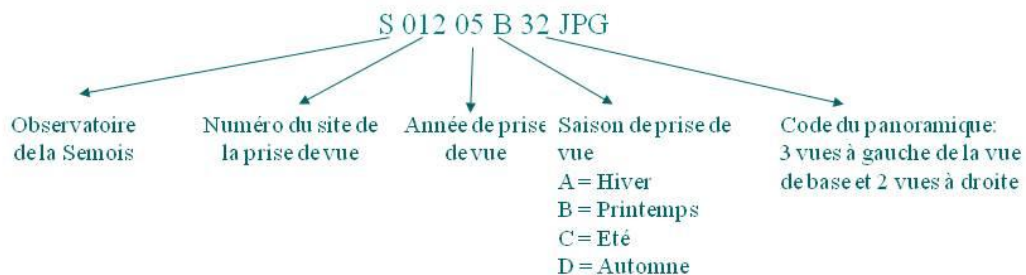 S 012 05 B 32 JPG
Observatoire
de la Semois
Numéro du site de
la prise de vue
Année de prise
de vue
Saison de prise de
vue
A = Hiver
B = Printemps
C = Eté
D = Automne
Code du panoramique:
3 vues à gauche de la vue
de base et 2 vues à droite